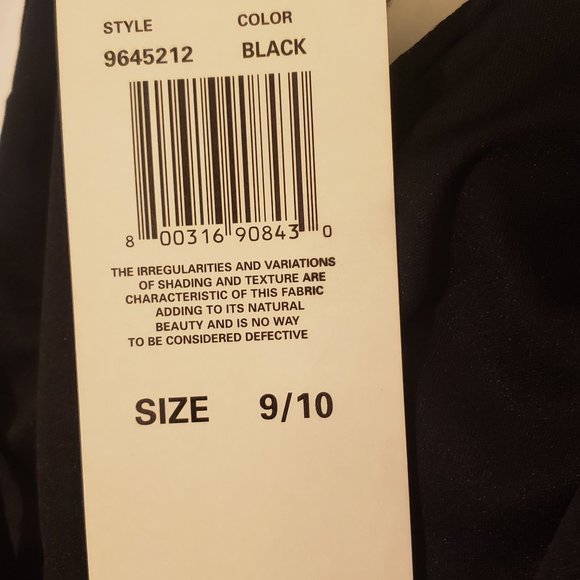 STYLE COLOR
9645212 BLACK
8 00316 90843 0
THE IRREGULARITIES AND VARIATIONS
OF SHADING AND TEXTURE ARE
CHARACTERISTIC OF THIS FABRIC
ADDING TO ITS NATURAL
BEAUTY AND IS NO WAY
TO BE CONSIDERED DEFECTIVE
SIZE 9/10